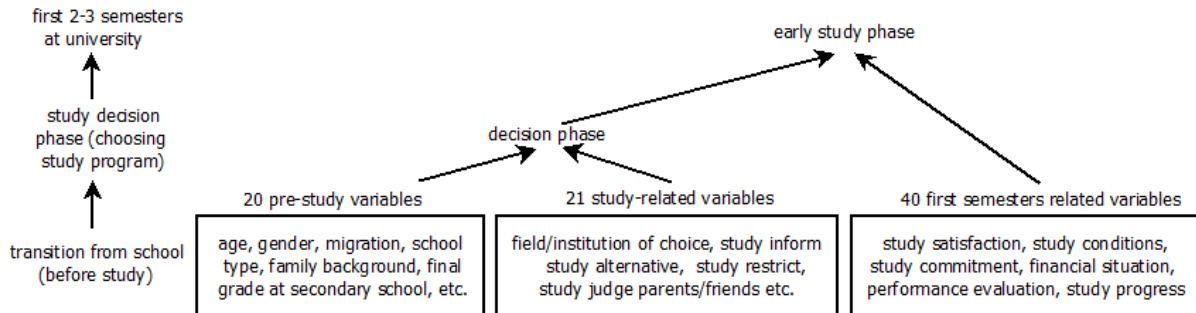 first 2-3 semesters
at university
early study phase
study decision
phase (choosing
study program)
decision phase
20 pre-study variables
21 study-related variables
40 first semesters related variables
transition from school
(before study)
age, gender, migration, school
type, family background, final
grade at secondary school, etc.
field/institution of choice, study inform
study alternative, study restrict,
study judge parents/friends etc.
study satisfaction, study conditions,
study commitment, financial situation,
performance evaluation, study progress